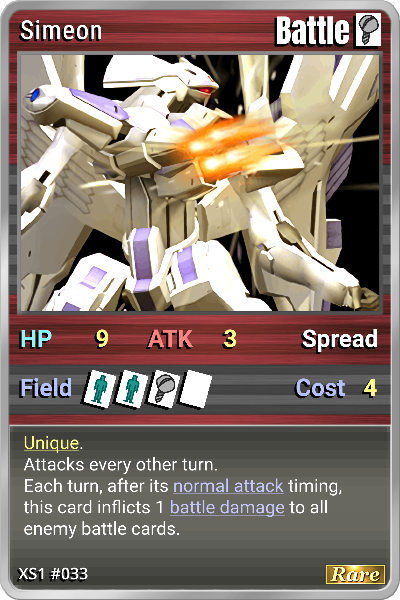 Simeon Battle
HP 9 ATK 3 Spread
Field Cost 4
Unique.
Attacks every other turn.
Each turn, after its normal attack timing,
this card inflicts 1 battle damage to all
enemy battle cards.
XS1 #033 Rare